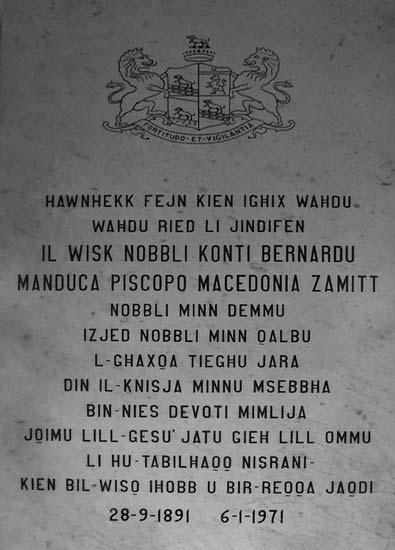 FORTITUDO-ET-VIGILANTIA
HAWNHEKK FEJN KIEN IGHIX WAHDU
WAHDU RIED LI JINDIFEN
IL WISK NOBBLI KONTI BERNARDU
MANDUCA PISCOPO MACEDONIA ZAMITT
NOBBLI MINN DEMMU
IZJED NOBBLI MINN QALBU
L-GHAXQA TIEGHU JARA
DIN IL-KNISJA MINNU MSEBBHA
BIN-NIES DEVOTI MIMLIJA
JQIMU LILL-GESU' JATU GIEH LILL OMMU
LI HU-TABILHAQQ NISRANI-
KIEN BIL-WISQ IHOBB U BIR-REQQA JAQDI
28-9-1891 6-1-1971